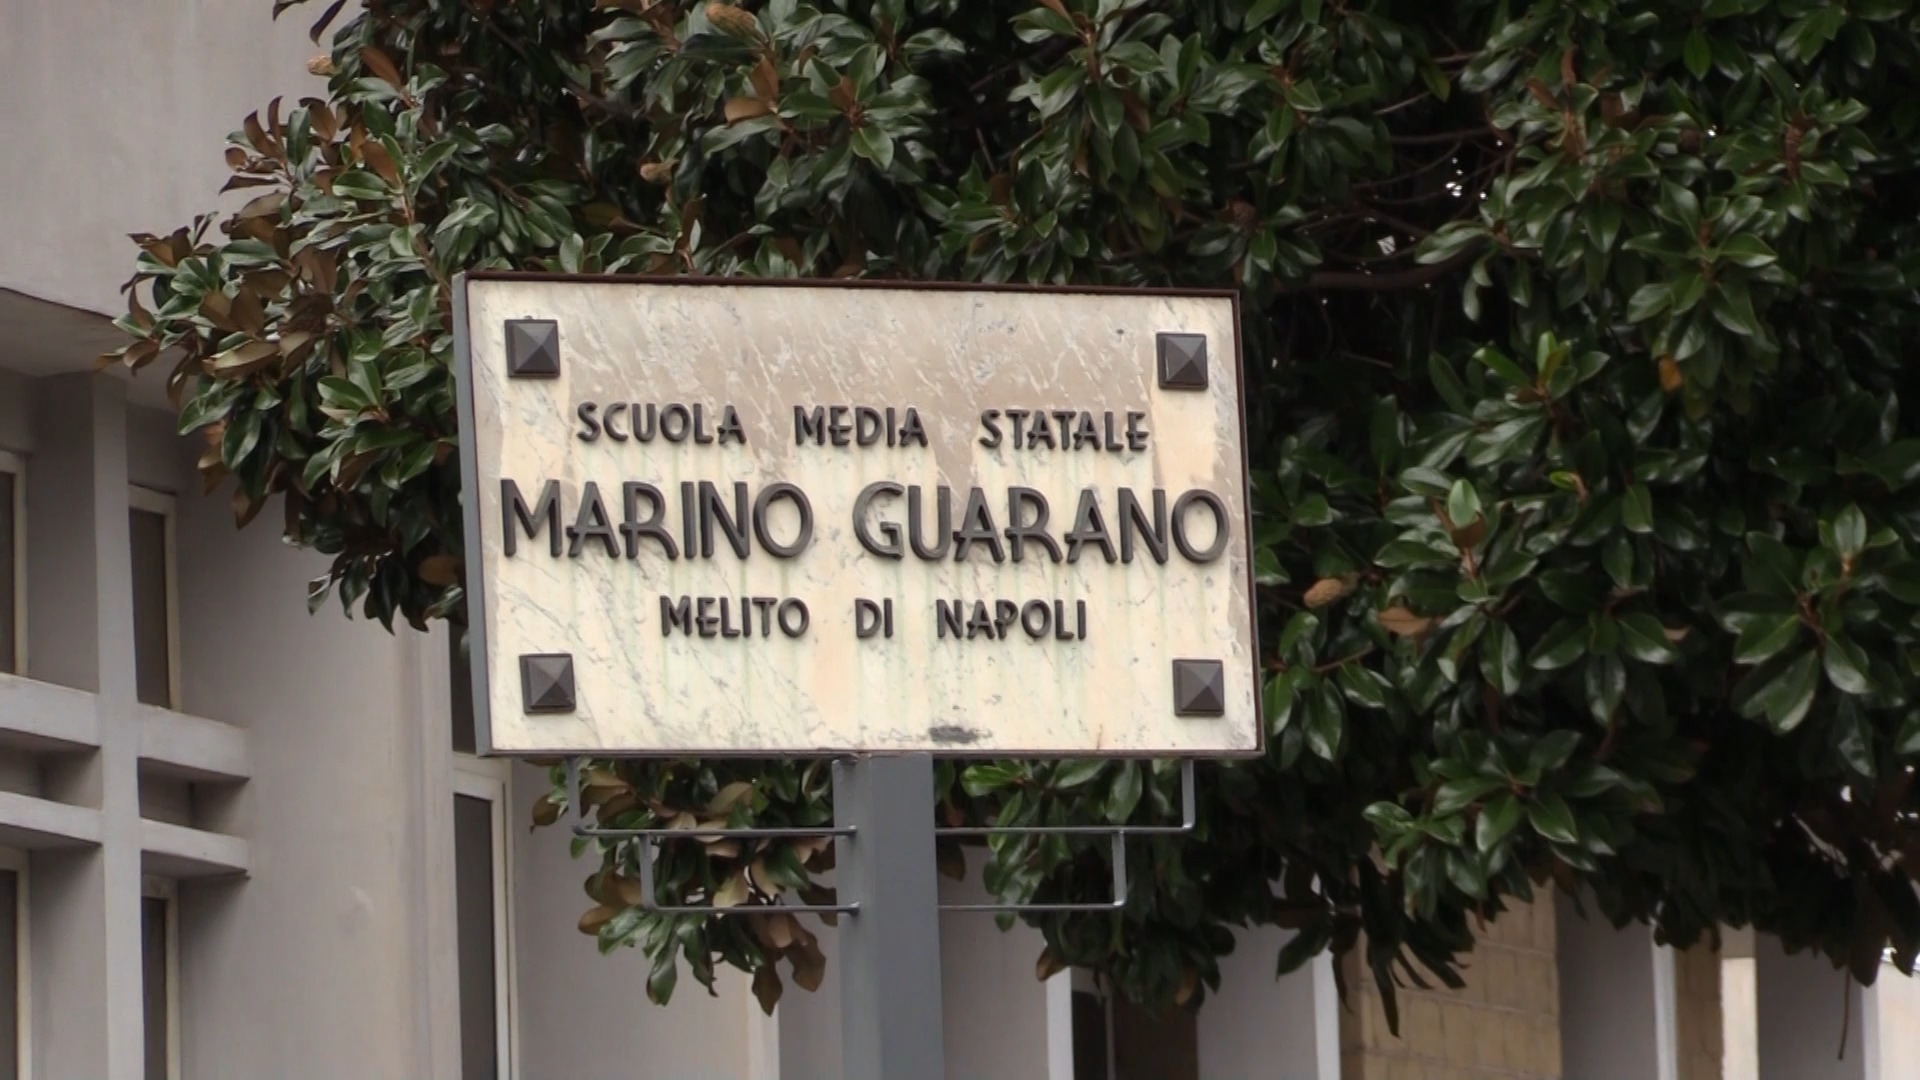 SCUOLA MEDIA STATALE
MARINO GUARANO
MELITO DI NAPOLI